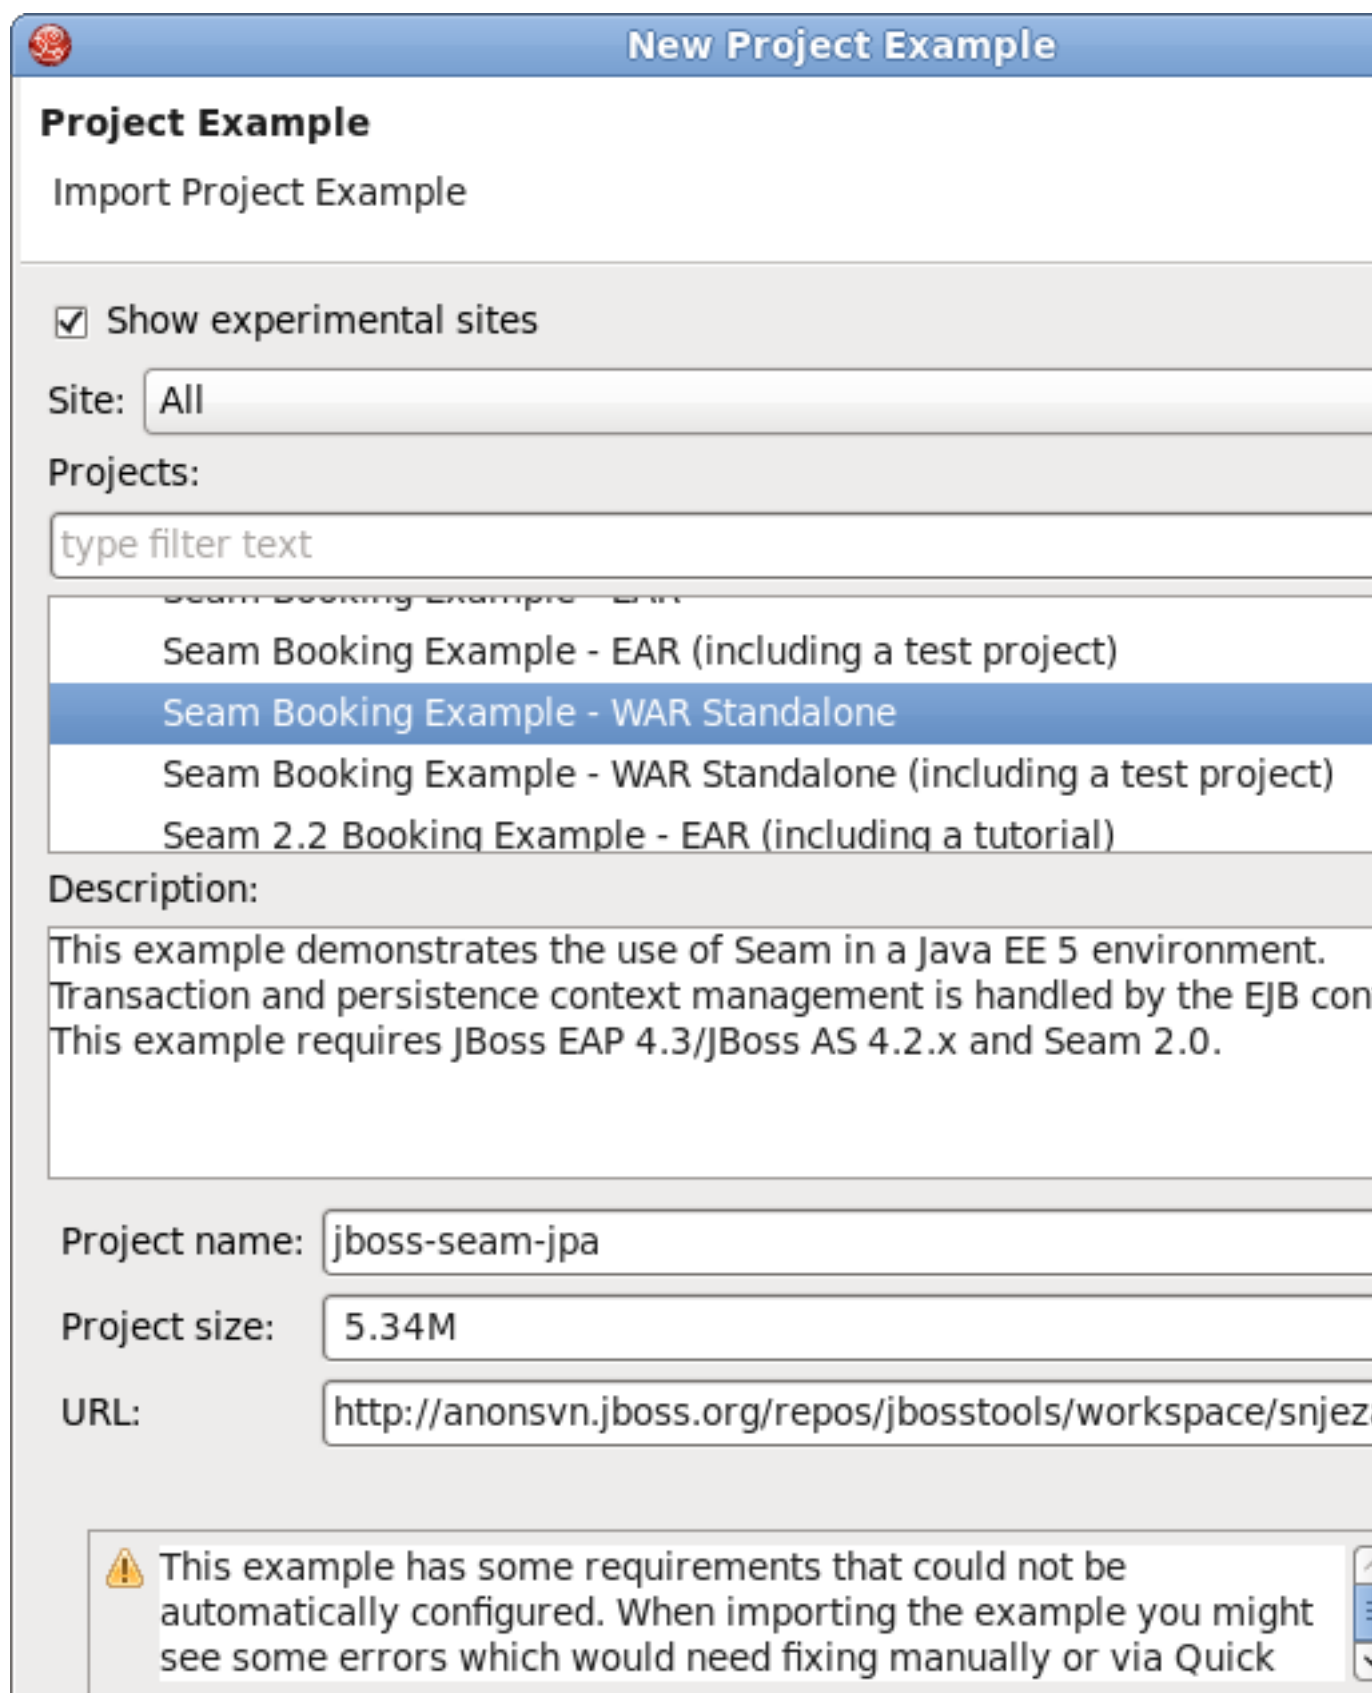 New Project Example
Project Example
Import Project Example
Show experimental sites
Site: All
Projects:
type filter text
Seam Booking Example - EAR
Seam Booking Example - EAR (including a test project)
Seam Booking Example - WAR Standalone
Seam Booking Example - WAR Standalone (including a test project)
Seam 2.2 Booking Example - EAR (including a tutorial)
Description:
This example demonstrates the use of Seam in a Java EE 5 environment.
Transaction and persistence context management is handled by the EJB
This example requires JBoss EAP 4.3/JBoss AS 4.2.x and Seam 2.0.
Project name: jboss-seam-jpa
Project size: 5.34M
URL: http://anonsvn.jboss.org/repos/jbosstools/workspace/snjez
This example has some requirements that could not be
automatically configured. When importing the example you might
see some errors which would need fixing manually or via Quick